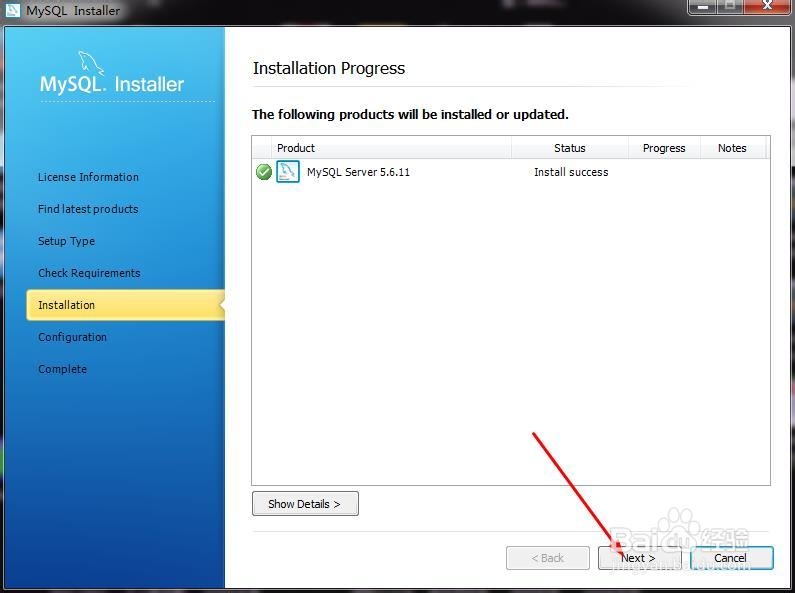 MySQL Installer
MySQL. Installer
License Information
Find latest products
Setup Type
Check Requirements
Installation
Configuration
Complete
Installation Progress
The following products will be installed or updated.
Product Status Progress Notes
MySQL Server 5.6.11 Install success
Show Details >
< Back Next > Cancel
Baidu 经验
jingyan.baidu.com